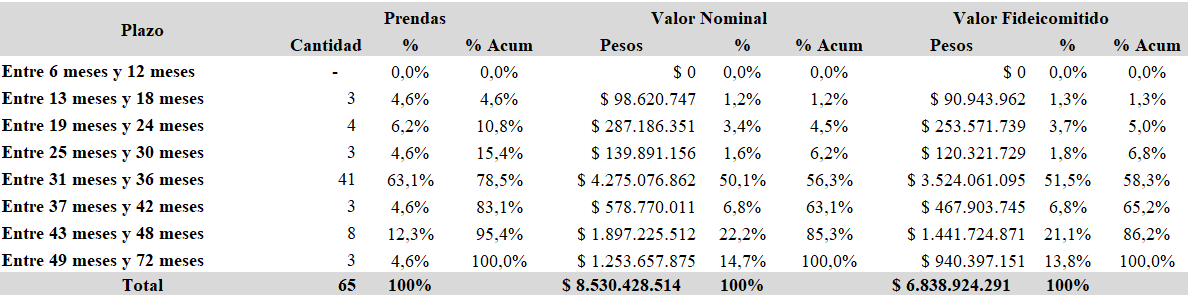 Plazo Prendas Valor Nominal Valor Fideicomitido
Cantidad % % Acum Pesos % % Acum Pesos % % Acum
Entre 6 meses y 12 meses - 0,0% 0,0% $ 0 0,0% 0,0% $ 0 0,0% 0,0%
Entre 13 meses y 18 meses 3 4,6% 4,6% $ 98.620.747 1,2% 1,2% $ 90.943.962 1,3% 1,3%
Entre 19 meses y 24 meses 4 6,2% 10,8% $ 287.186.351 3,4% 4,5% $ 253.571.739 3,7% 5,0%
Entre 25 meses y 30 meses 3 4,6% 15,4% $ 139.891.156 1,6% 6,2% $ 120.321.729 1,8% 6,8%
Entre 31 meses y 36 meses 41 63,1% 78,5% $ 4.275.076.862 50,1% 56,3% $ 3.524.061.095 51,5% 58,3%
Entre 37 meses y 42 meses 3 4,6% 83,1% $ 578.770.011 6,8% 63,1% $ 467.903.745 6,8% 65,2%
Entre 43 meses y 48 meses 8 12,3% 95,4% $ 1.897.225.512 22,2% 85,3% $ 1.441.724.871 21,1% 86,2%
Entre 49 meses y 72 meses 3 4,6% 100,0% $ 1.253.657.875 14,7% 100,0% $ 940.397.151 13,8% 100,0%
Total 65 100% $ 8.530.428.514 100% $ 6.838.924.291 100%